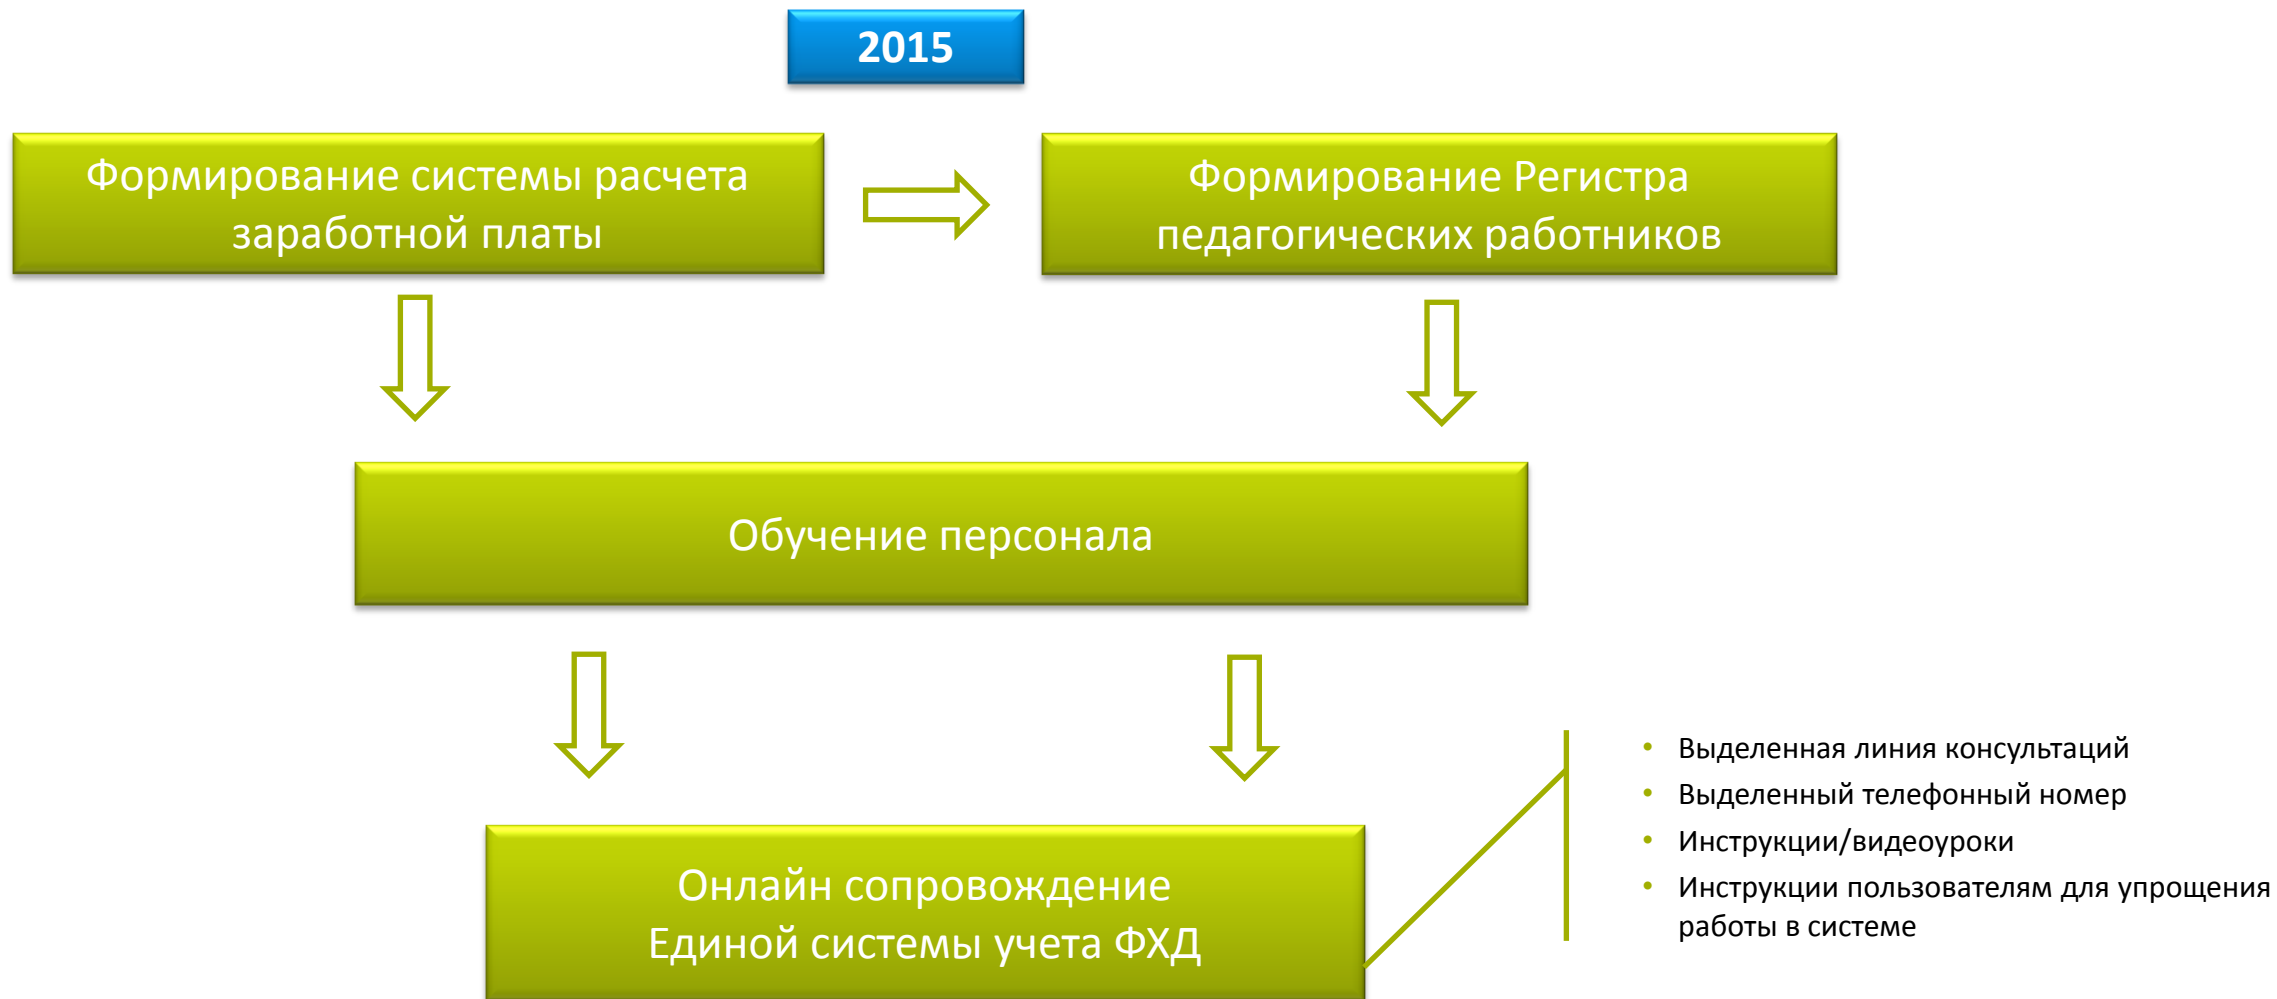 2015
Формирование системы расчета
заработной платы
Формирование Регистра
педагогических работников
Обучение персонала
Онлайн сопровождение
Единой системы учета ФХД
• Выделенная линия консультаций
• Выделенный телефонный номер
• Инструкции/видеоуроки
• Инструкции пользователям для упрощения
работы в системе